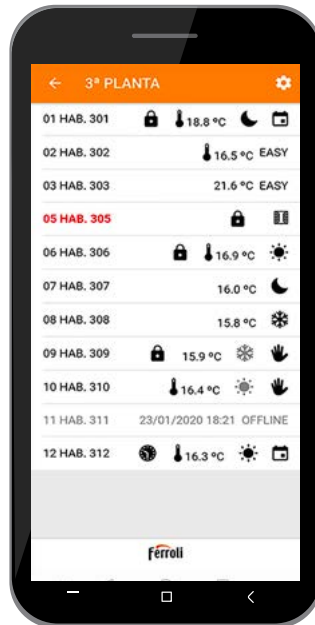 3ª PLANTA
01 HAB. 301 18.8 ºC
02 HAB. 302 16.5 ºC EASY
03 HAB. 303 21.6 ºC EASY
05 HAB. 305
06 HAB. 306 16.9 ºC
07 HAB. 307 16.0 ºC
08 HAB. 308 15.8 ºC
09 HAB. 309 15.9 ºC
10 HAB. 310 16.4 ºC
11 HAB. 311 23/01/2020 18:21 OFFLINE
12 HAB. 312 16.3 ºC
Ferroli